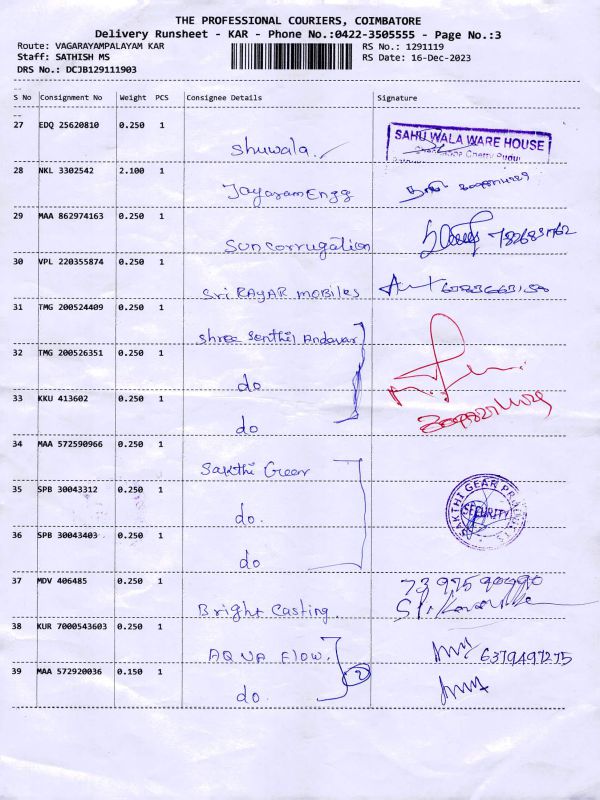 THE PROFESSIONAL COURIERS, COIMBATORE
Delivery Runsheet - KAR - Phone No.:0422-3505555 - Page No.:3
Route: VAGARAYAMPALAYAM KAR RS No.: 1291119
Staff: SATHISH MS RS Date: 16-Dec-2023
DRS No.: DCJB129111903
S No Consignment No Weight PCS Consignee Details Signature
27 EDQ 25620810 0.250 1
Shuwala. SAHU WALA WARE HOUSE
28 NKL 3302542 2.100 1
Jayaram Engg
29 MAA 862974163 0.250 1
Sun corrugation
30 VPL 220355874 0.250 1
Sri RAYAR MOBILES
31 TMG 200524409 0.250 1
Shree Senthil Andavar
32 TMG 200526351 0.250 1
do
33 KKU 413602 0.250 1
do
34 MAA 572590966 0.250 1
Sakthi Gear
35 SPB 30043312 0.250 1
do. SAKTHI GEAR PRODUCTS SECURITY
36 SPB 30043403 0.250 1
do
37 MDV 406485 0.250 1
Bright Casting.
38 KUR 7000543603 0.250 1
AQUA Flow. 6379497275
39 MAA 572920036 0.150 1
do. 2